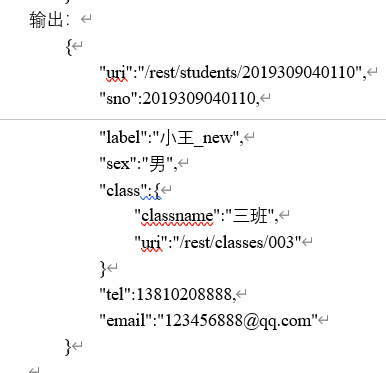 输出：
{
"uri":"/rest/students/2019309040110",
"sno":2019309040110,
"label":"小王_new",
"sex":"男",
"class":{
"classname":"三班",
"uri":"/rest/classes/003"
}
"tel":13810208888,
"email":"123456888@qq.com"
}